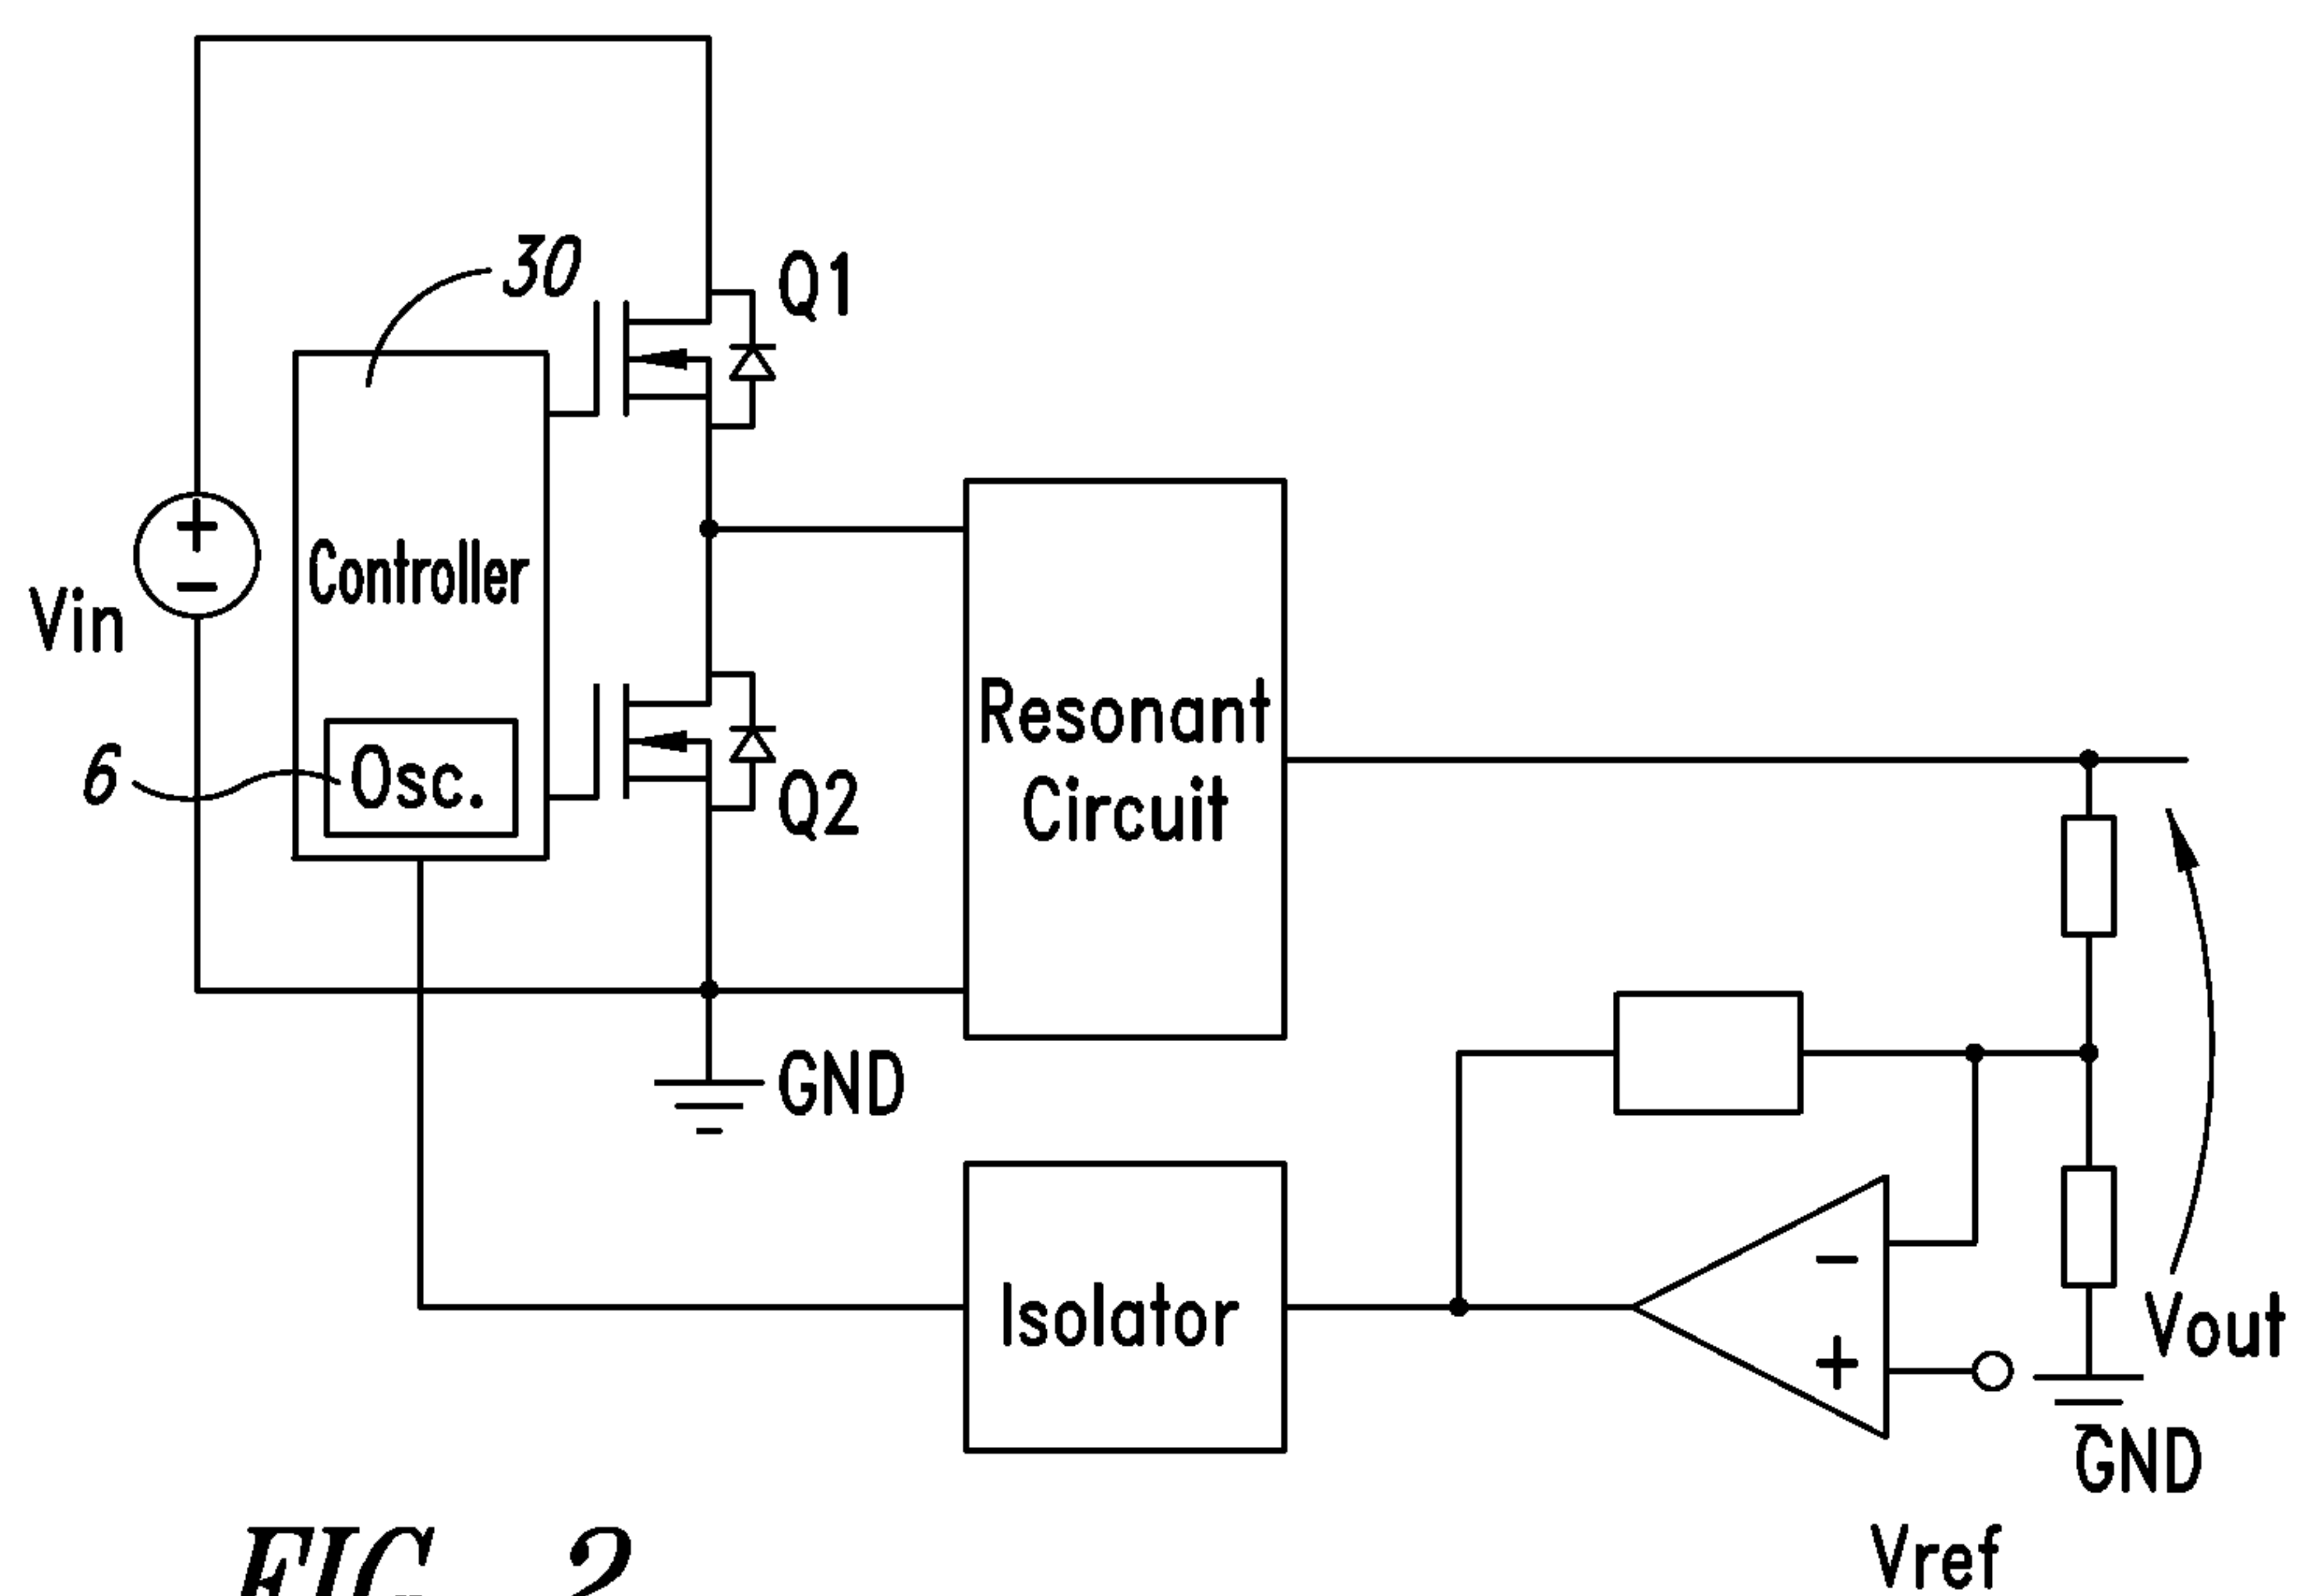 30
Q1
Controller
Vin
Resonant
Circuit
6
Osc.
Q2
GND
Isolator
−
+
Vout
GND
Vref
FIG. 2